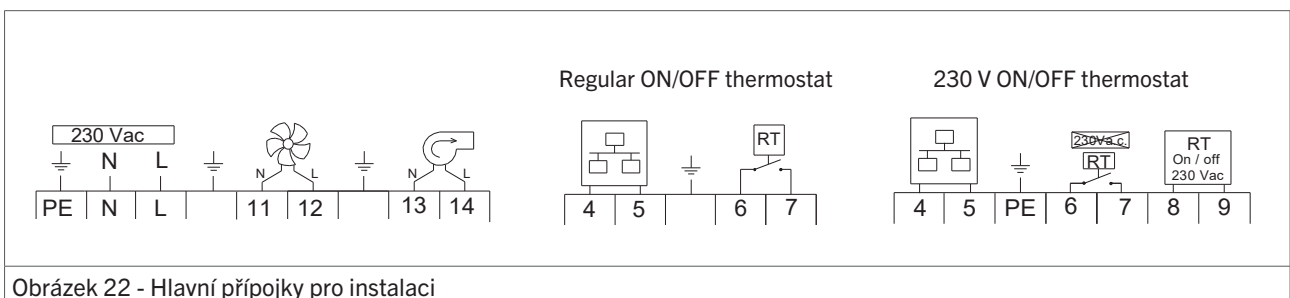 Regular ON/OFF thermostat
230 V ON/OFF thermostat
230 Vac
N L
N L
N L
RT
230Va.c.
RT
RT
On / off
230 Vac
PE N L 11 12 13 14
4 5 6 7
4 5 PE 6 7 8 9
Obrázek 22 - Hlavní přípojky pro instalaci